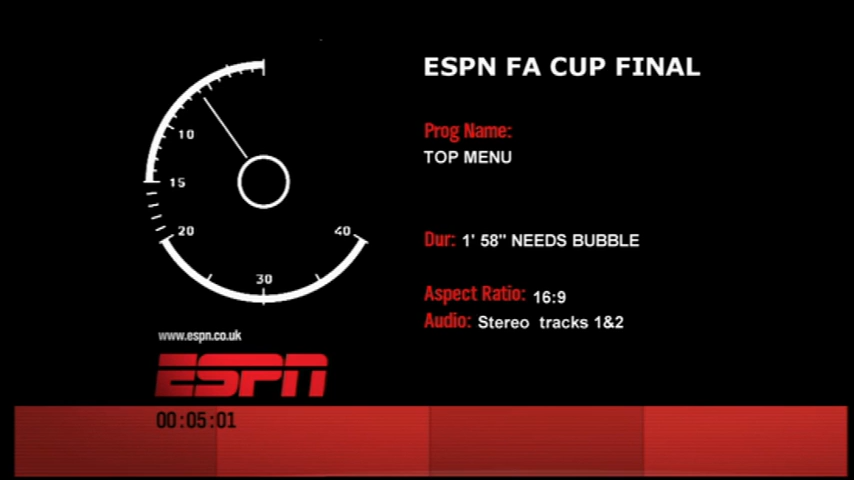 ESPN FA CUP FINAL
Prog Name:
TOP MENU
Dur: 1' 58" NEEDS BUBBLE
Aspect Ratio: 16:9
Audio: Stereo tracks 1&2
10
15
20
30
40
www.espn.co.uk
ESPN
00:05:01